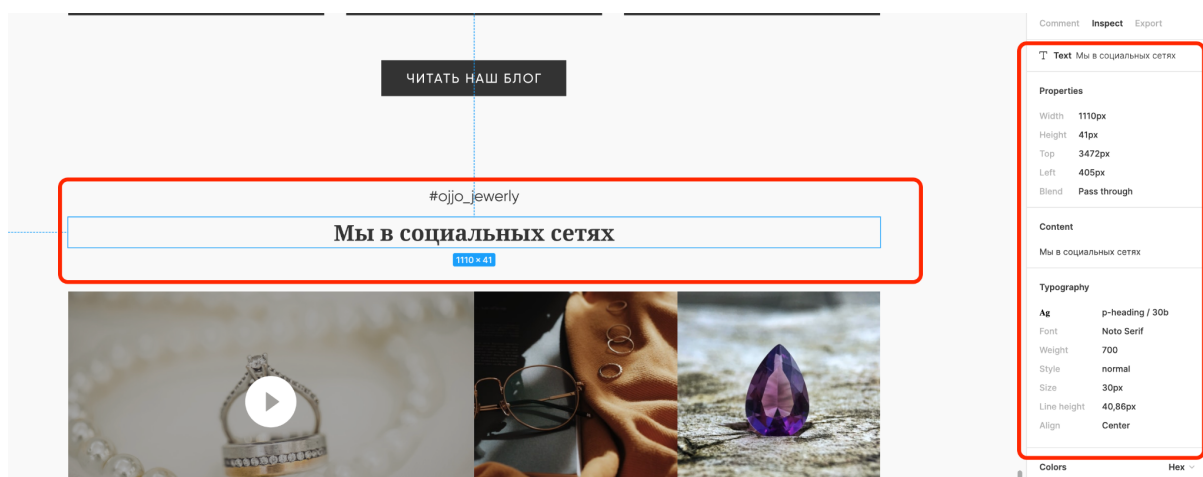 Comment Inspect Export
ЧИТАТЬ НАШ БЛОГ
#ojjo_jewerly
Мы в социальных сетях
1110 × 41
T Text Мы в социальных сетях
Properties
Width 1110px
Height 41px
Top 3472px
Left 405px
Blend Pass through
Content
Мы в социальных сетях
Typography
Ag p-heading / 30b
Font Noto Serif
Weight 700
Style normal
Size 30px
Line height 40,86px
Align Center
Colors Hex